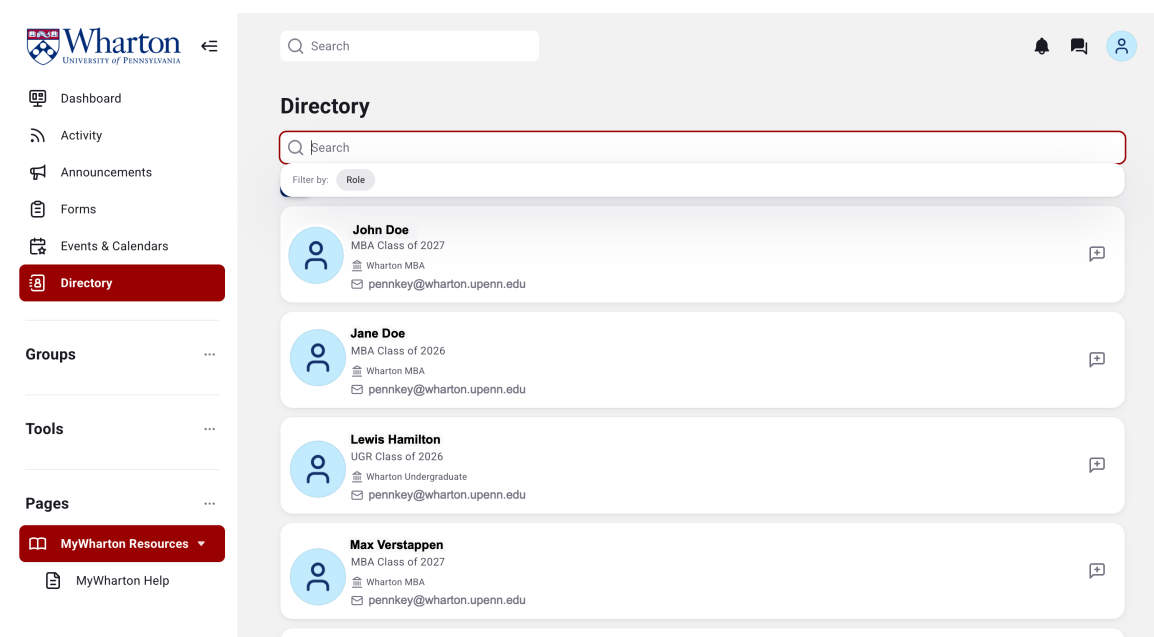 Wharton
UNIVERSITY of PENNSYLVANIA
Dashboard
Activity
Announcements
Forms
Events & Calendars
Directory
Groups
Tools
Pages
MyWharton Resources
MyWharton Help
Search
Directory
Search
Filter by: Role
John Doe
MBA Class of 2027
Wharton MBA
pennkey@wharton.upenn.edu
Jane Doe
MBA Class of 2026
Wharton MBA
pennkey@wharton.upenn.edu
Lewis Hamilton
UGR Class of 2026
Wharton Undergraduate
pennkey@wharton.upenn.edu
Max Verstappen
MBA Class of 2027
Wharton MBA
pennkey@wharton.upenn.edu